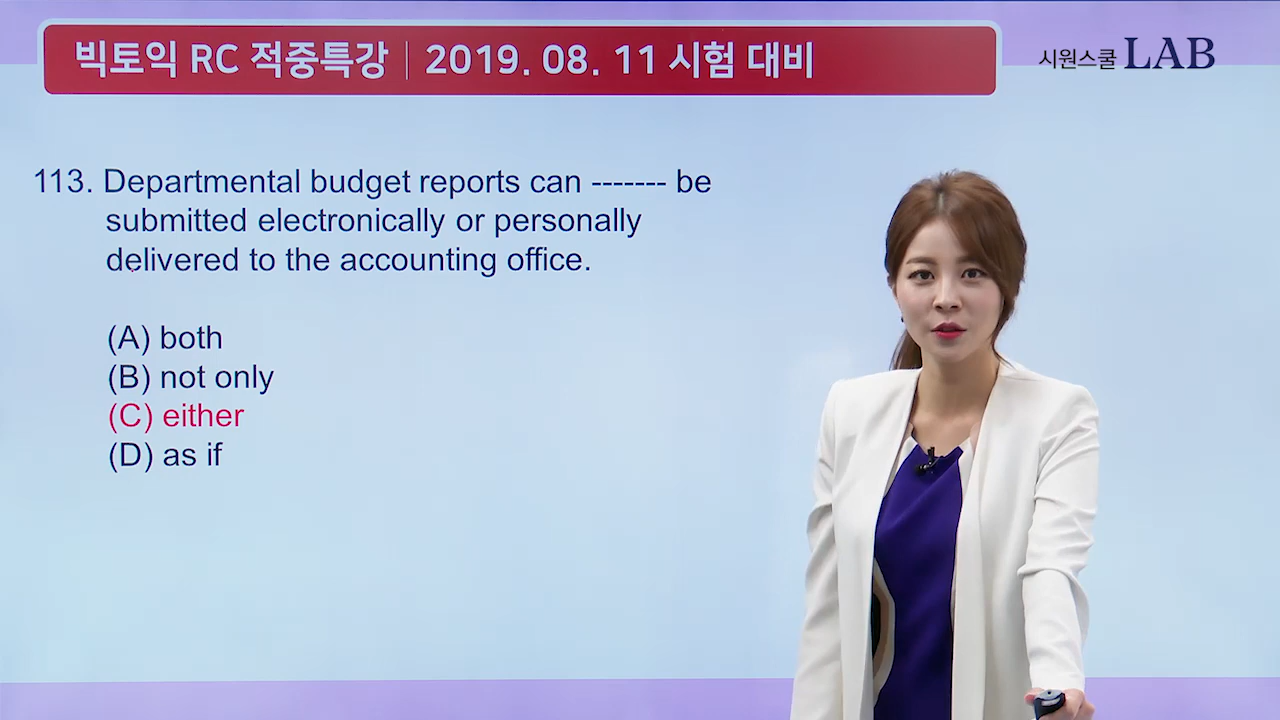 빅토익 RC 적중특강 | 2019. 08. 11 시험 대비
시원스쿨 LAB
113. Departmental budget reports can ------- be
submitted electronically or personally
delivered to the accounting office.
(A) both
(B) not only
(C) either
(D) as if